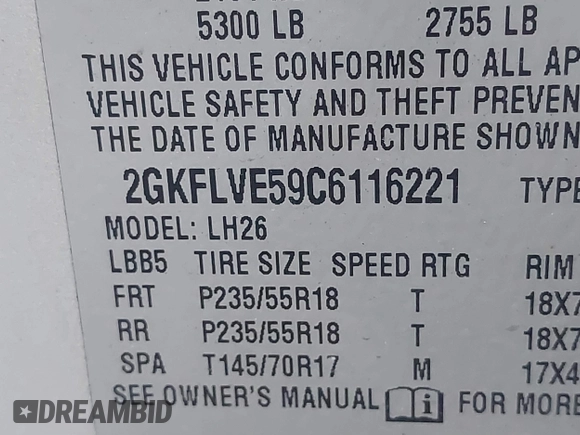 5300 LB 2755 LB
THIS VEHICLE CONFORMS TO ALL AP
VEHICLE SAFETY AND THEFT PREVEN
THE DATE OF MANUFACTURE SHOWN
2GKFLVE59C6116221 TYPE
MODEL: LH26
LBB5 TIRE SIZE SPEED RTG RIM
FRT P235/55R18 T 18X7
RR P235/55R18 T 18X7
SPA T145/70R17 M 17X4
SEE OWNER'S MANUAL i FOR MORE
DREAMBID